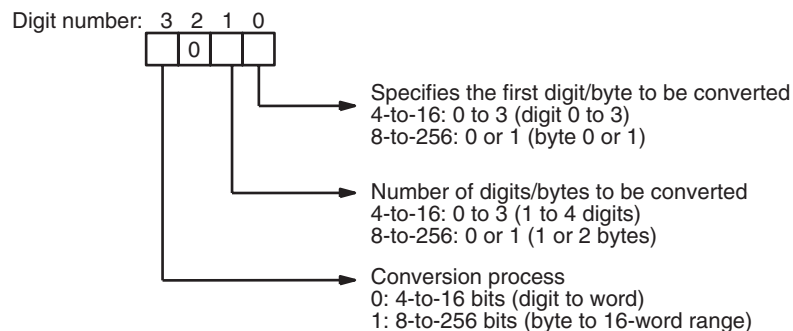 Digit number: 3 2 1 0
0
Specifies the first digit/byte to be converted
4-to-16: 0 to 3 (digit 0 to 3)
8-to-256: 0 or 1 (byte 0 or 1)
Number of digits/bytes to be converted
4-to-16: 0 to 3 (1 to 4 digits)
8-to-256: 0 or 1 (1 or 2 bytes)
Conversion process
0: 4-to-16 bits (digit to word)
1: 8-to-256 bits (byte to 16-word range)